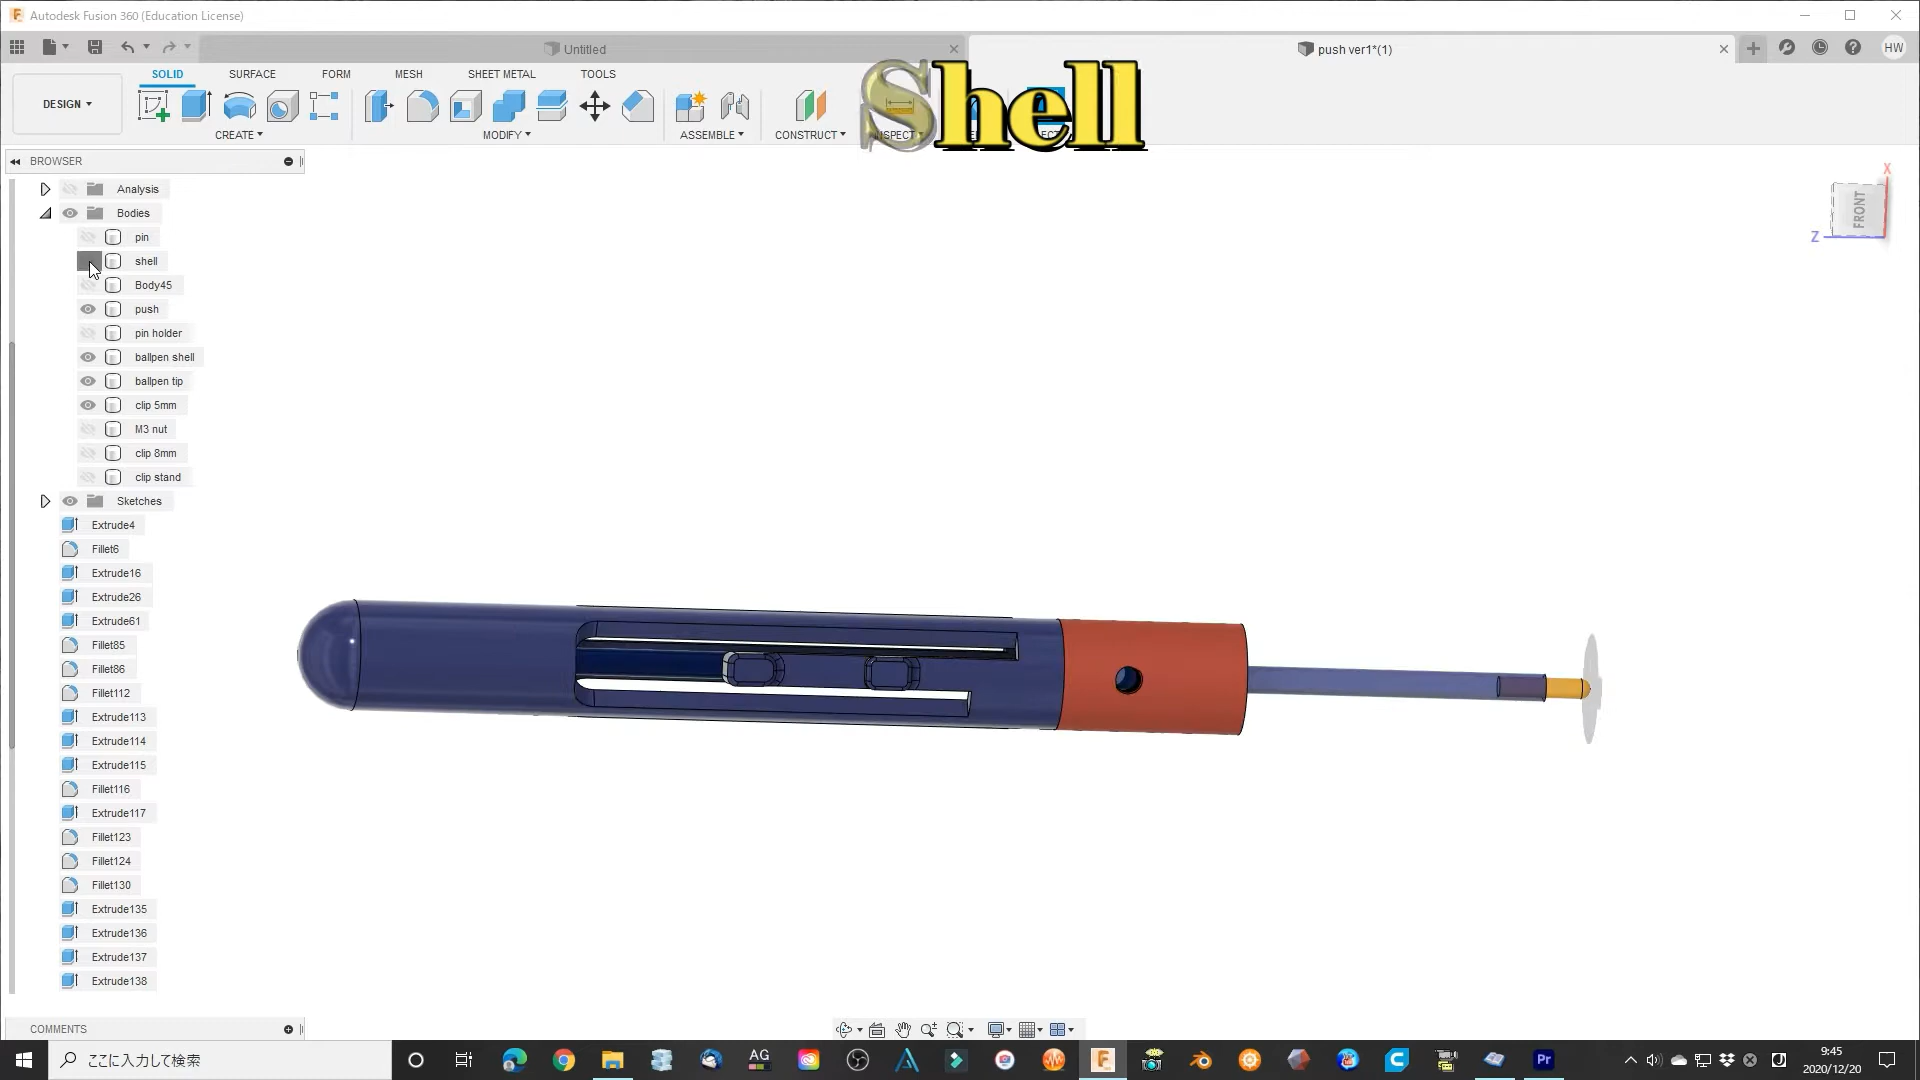 Autodesk Fusion 360 (Education License)
Untitled
push ver1*(1)
HW
DESIGN
SOLID
SURFACE
FORM
MESH
SHEET METAL
TOOLS
CREATE
MODIFY
ASSEMBLE
CONSTRUCT
INSPECT
Shell
BROWSER
Analysis
Bodies
pin
shell
Body45
push
pin holder
ballpen shell
ballpen tip
clip 5mm
M3 nut
clip 8mm
clip stand
Sketches
Extrude4
Fillet6
Extrude16
Extrude26
Extrude61
Fillet85
Fillet86
Fillet112
Extrude113
Extrude114
Extrude115
Fillet116
Extrude117
Fillet123
Fillet124
Fillet130
Extrude135
Extrude136
Extrude137
Extrude138
X
FRONT
Z
COMMENTS
ここに入力して検索
AG
Pr
9:45
2020/12/20